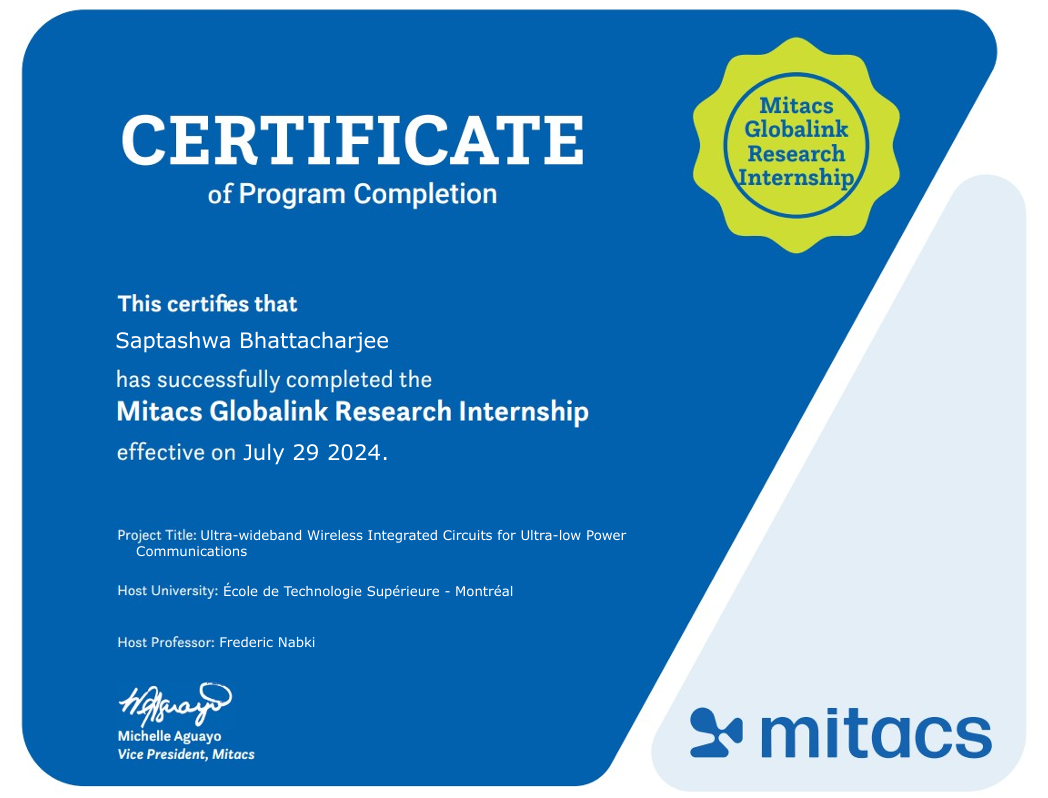 CERTIFICATE
of Program Completion
Mitacs
Globalink
Research
Internship
This certifies that
Saptashwa Bhattacharjee
has successfully completed the
Mitacs Globalink Research Internship
effective on July 29 2024.
Project Title: Ultra-wideband Wireless Integrated Circuits for Ultra-low Power
Communications
Host University: École de Technologie Supérieure - Montréal
Host Professor: Frederic Nabki
Michelle Aguayo
Vice President, Mitacs
mitacs